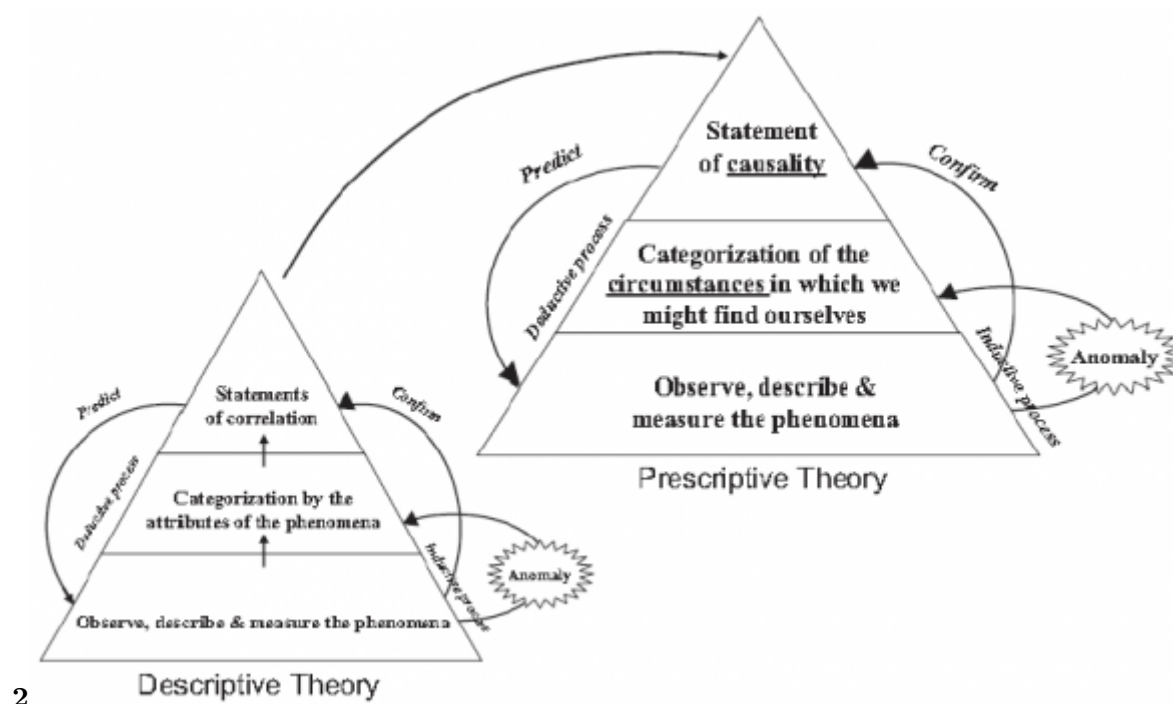 Statement
of causality
Predict
Confirm
Deductive process
Categorization of the
circumstances in which we
might find ourselves
Inductive process
Anomaly
Observe, describe &
measure the phenomena
Prescriptive Theory
Statements
of correlation
Predict
Confirm
Deductive process
Categorization by the
attributes of the phenomena
Inductive process
Anomaly
Observe, describe & measure the phenomena
Descriptive Theory
2